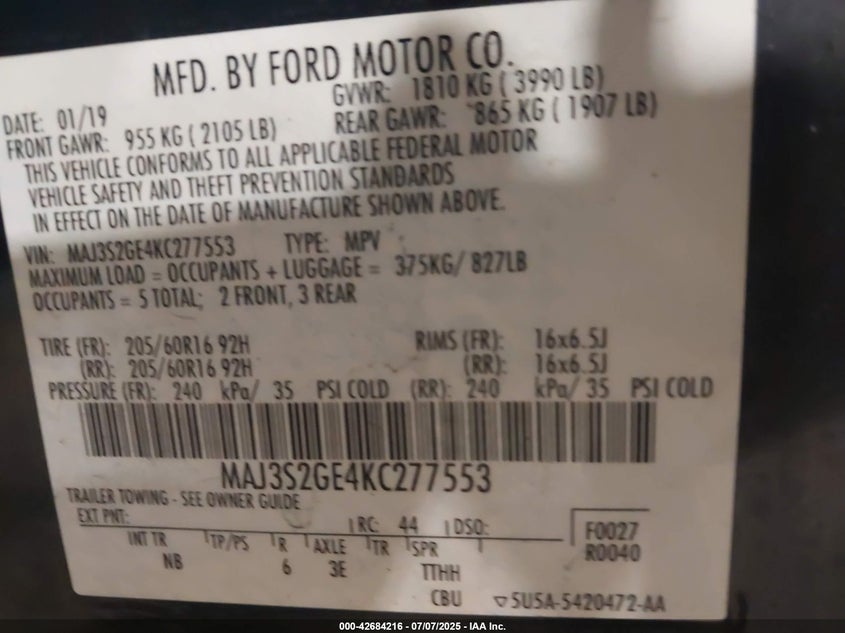 MFD. BY FORD MOTOR CO.
DATE: 01/19 GVWR: 1810 KG ( 3990 LB)
FRONT GAWR: 955 KG ( 2105 LB) REAR GAWR: 865 KG ( 1907 LB)
THIS VEHICLE CONFORMS TO ALL APPLICABLE FEDERAL MOTOR
VEHICLE SAFETY AND THEFT PREVENTION STANDARDS
IN EFFECT ON THE DATE OF MANUFACTURE SHOWN ABOVE.
VIN: MAJ3S2GE4KC277553 TYPE: MPV
MAXIMUM LOAD = OCCUPANTS + LUGGAGE = 375KG/ 827LB
OCCUPANTS = 5 TOTAL; 2 FRONT, 3 REAR
TIRE (FR): 205/60R16 92H RIMS (FR): 16x6.5J
(RR): 205/60R16 92H (RR): 16x6.5J
PRESSURE (FR): 240 kPa/ 35 PSI COLD (RR): 240 kPa/ 35 PSI COLD
MAJ3S2GE4KC277553
TRAILER TOWING - SEE OWNER GUIDE
EXT PNT: RC: 44 DSO: F0027
INT TR TP/PS R AXLE TR SPR R0040
NB 6 3E TTHH
CBU ▽5U5A-5420472-AA
000-42684216 - 07/07/2025 - IAA Inc.